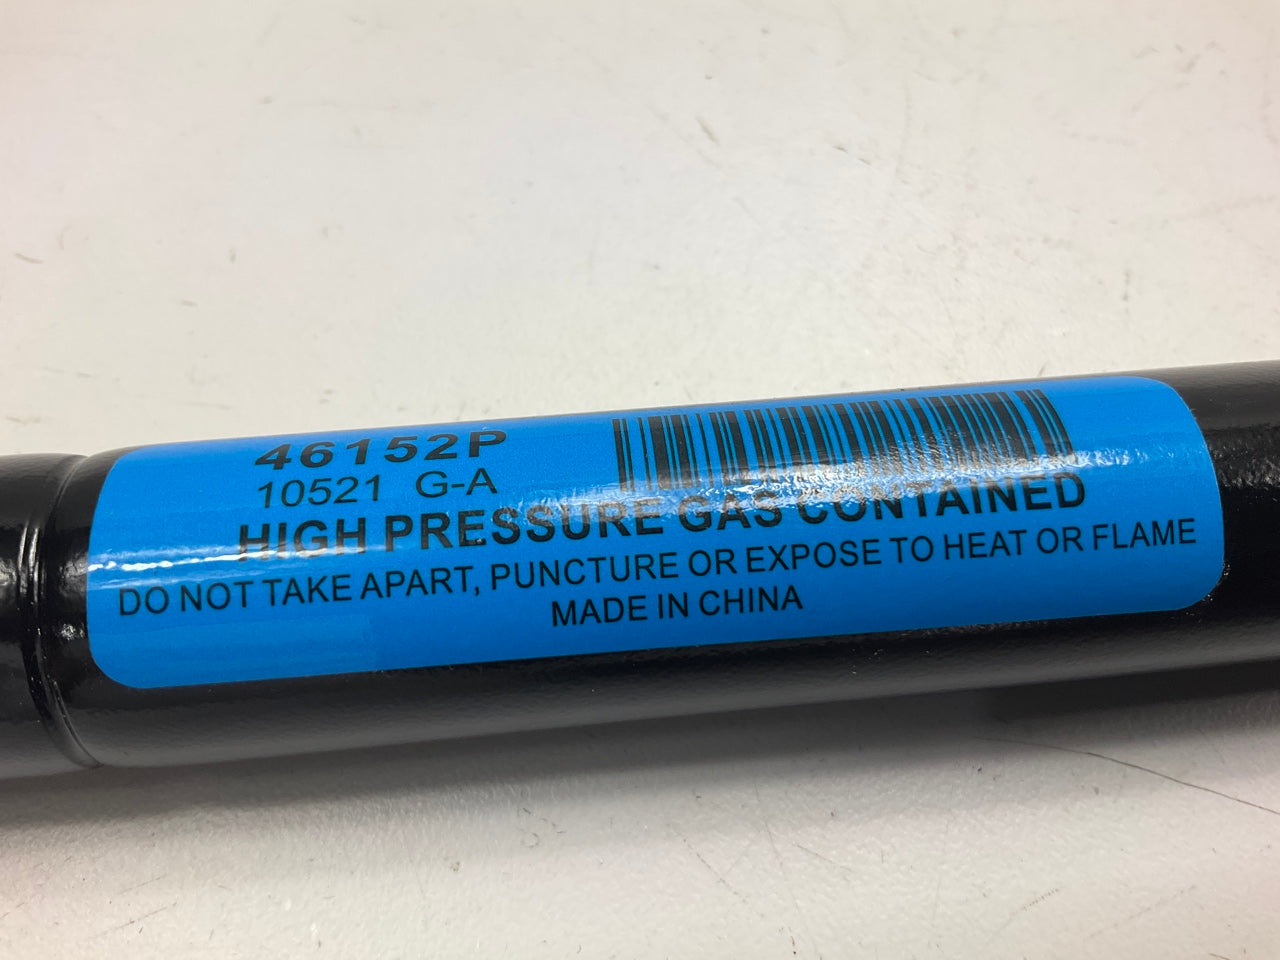 46152P
10521 G-A
HIGH PRESSURE GAS CONTAINED
DO NOT TAKE APART, PUNCTURE OR EXPOSE TO HEAT OR FLAME
MADE IN CHINA